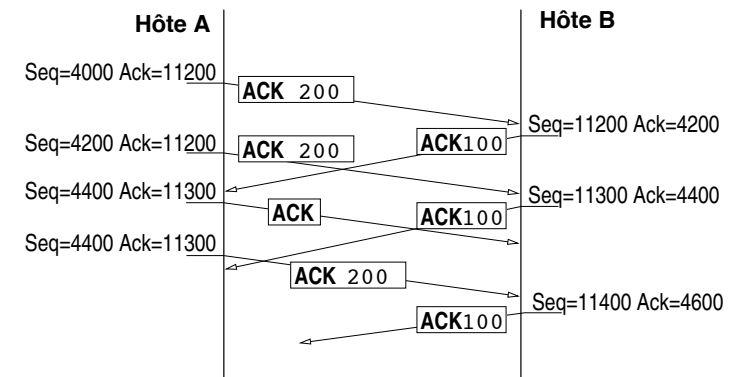 Hôte A
Hôte B
Seq=4000 Ack=11200
ACK 200
Seq=11200 Ack=4200
ACK100
Seq=4200 Ack=11200
ACK 200
Seq=4400 Ack=11300
Seq=11300 Ack=4400
ACK
ACK100
Seq=4400 Ack=11300
ACK 200
Seq=11400 Ack=4600
ACK100